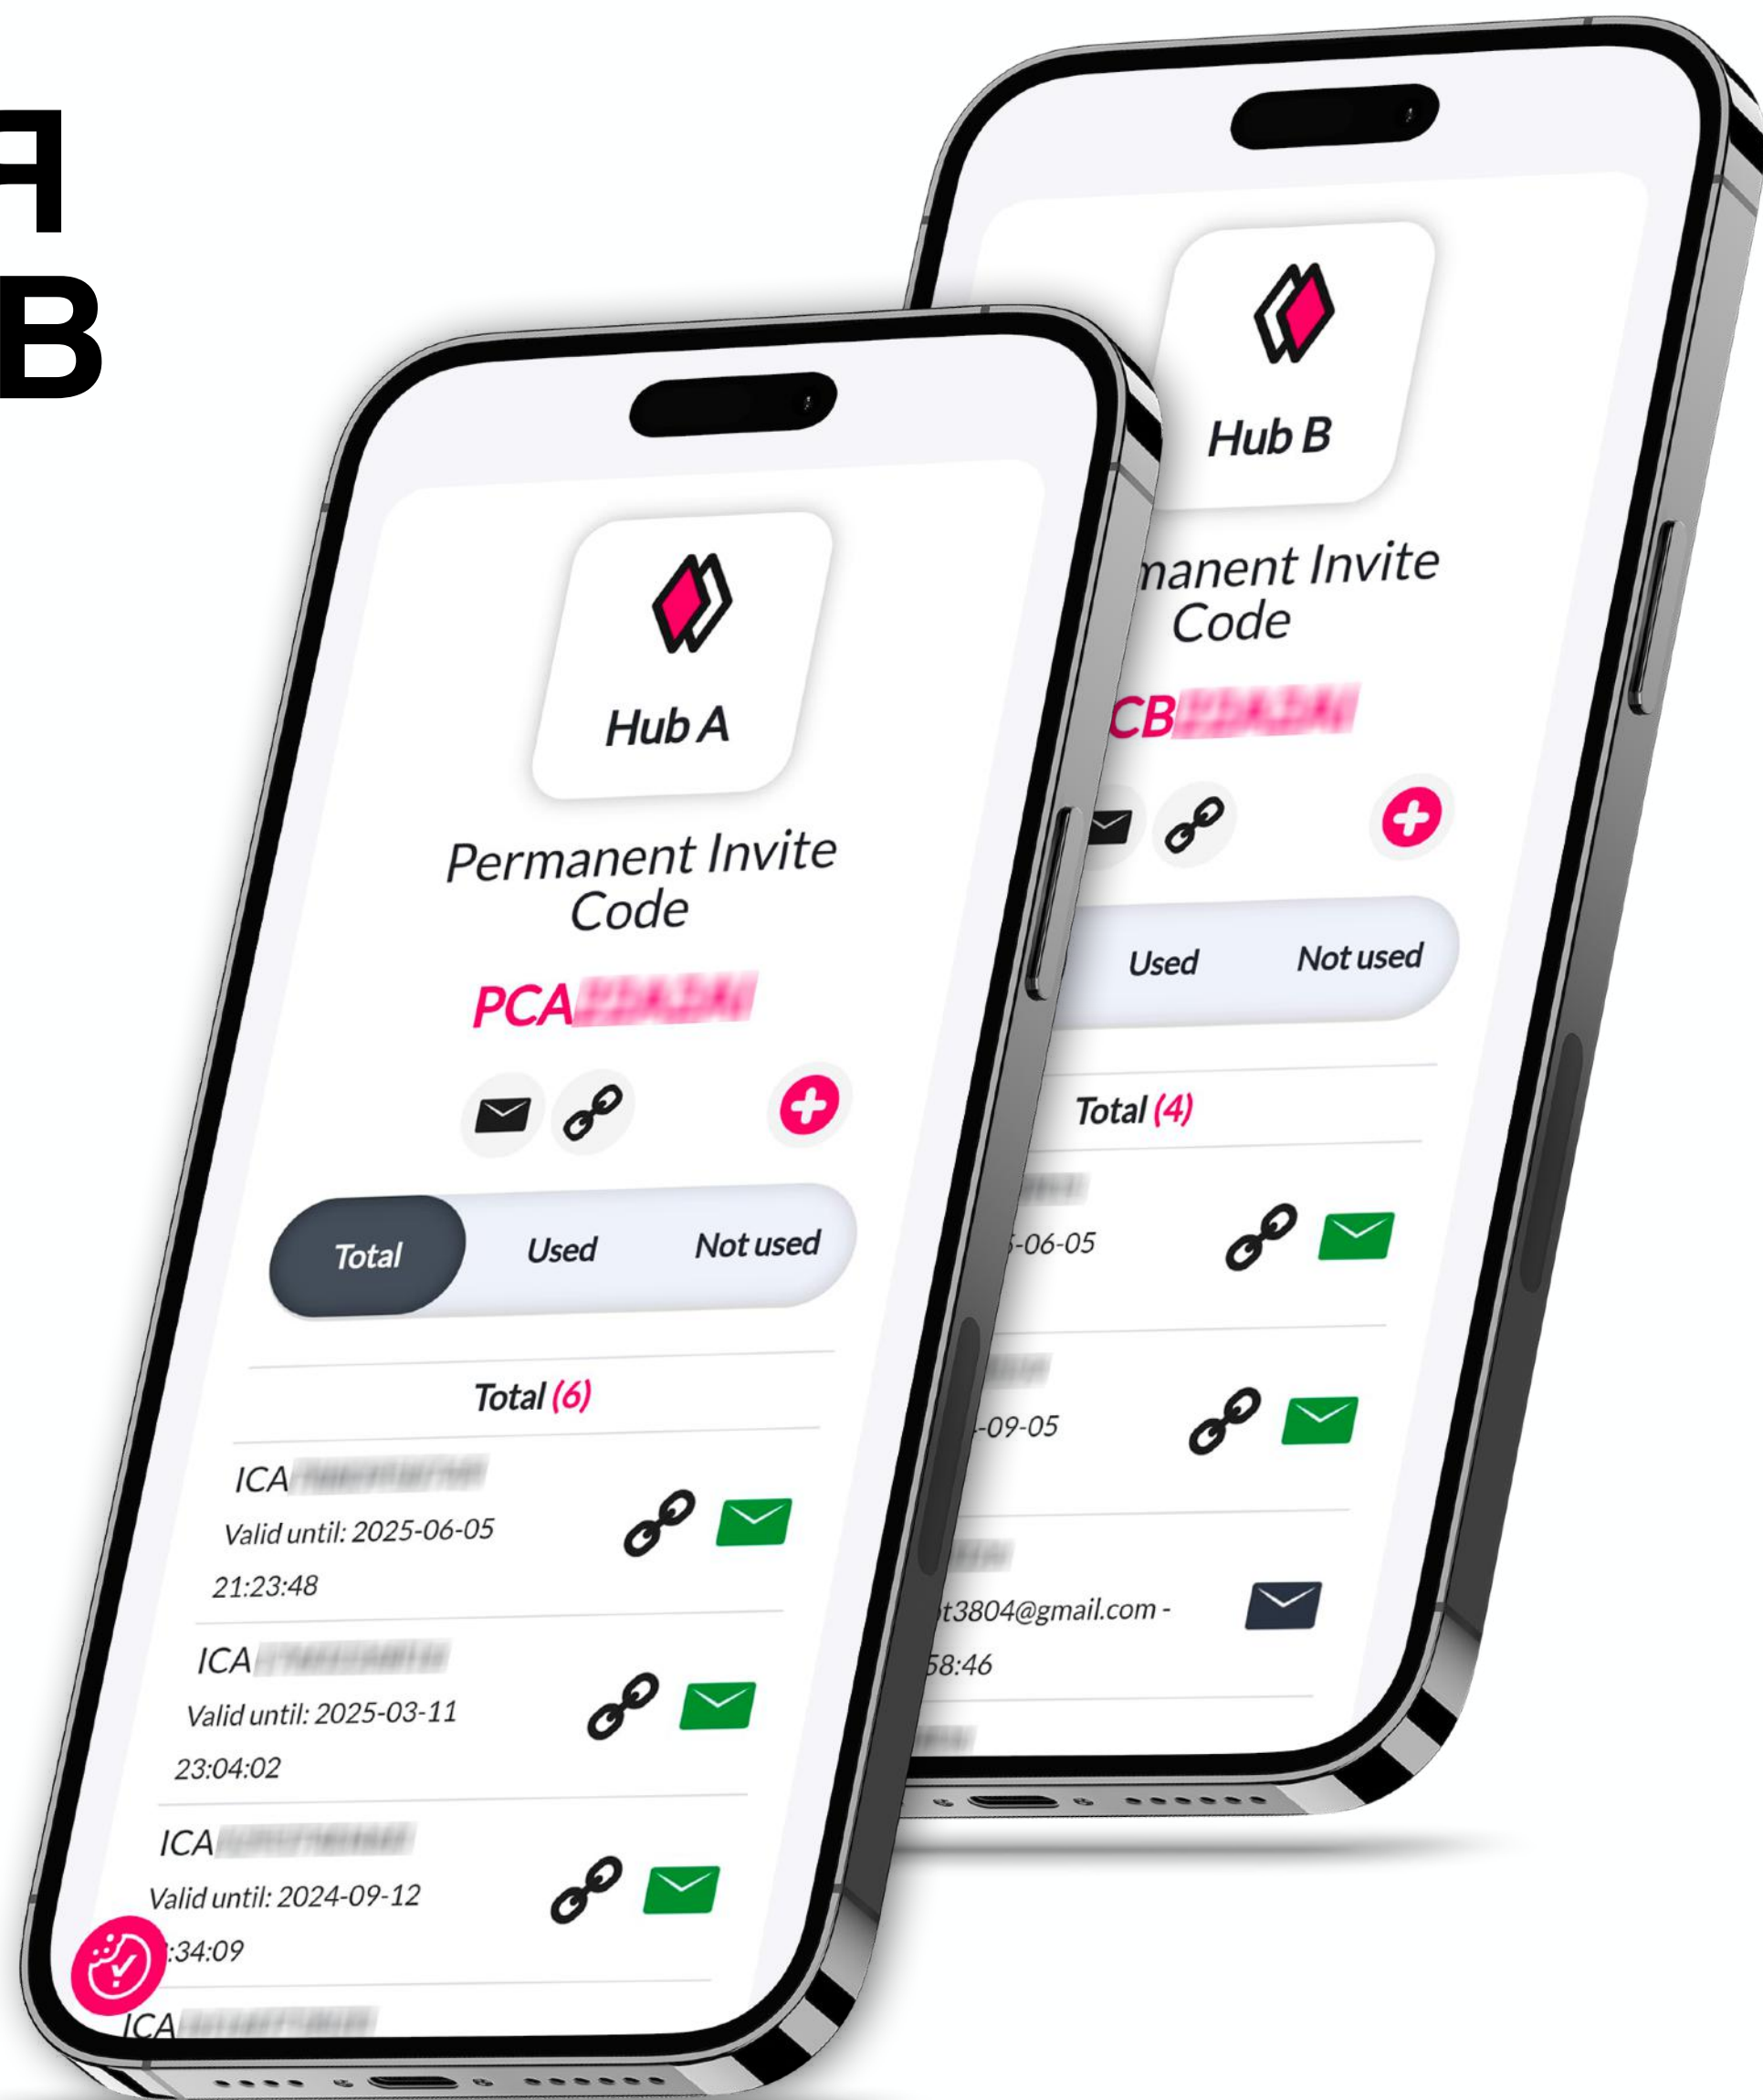 B
Hub A
Permanent Invite
Code
PCA
Total Used Not used
Total (6)
ICA
Valid until: 2025-06-05
21:23:48
ICA
Valid until: 2025-03-11
23:04:02
ICA
Valid until: 2024-09-12
:34:09
ICA
Hub B
manent Invite
Code
CB
Used Not used
Total (4)
-06-05
-09-05
t3804@gmail.com -
58:46